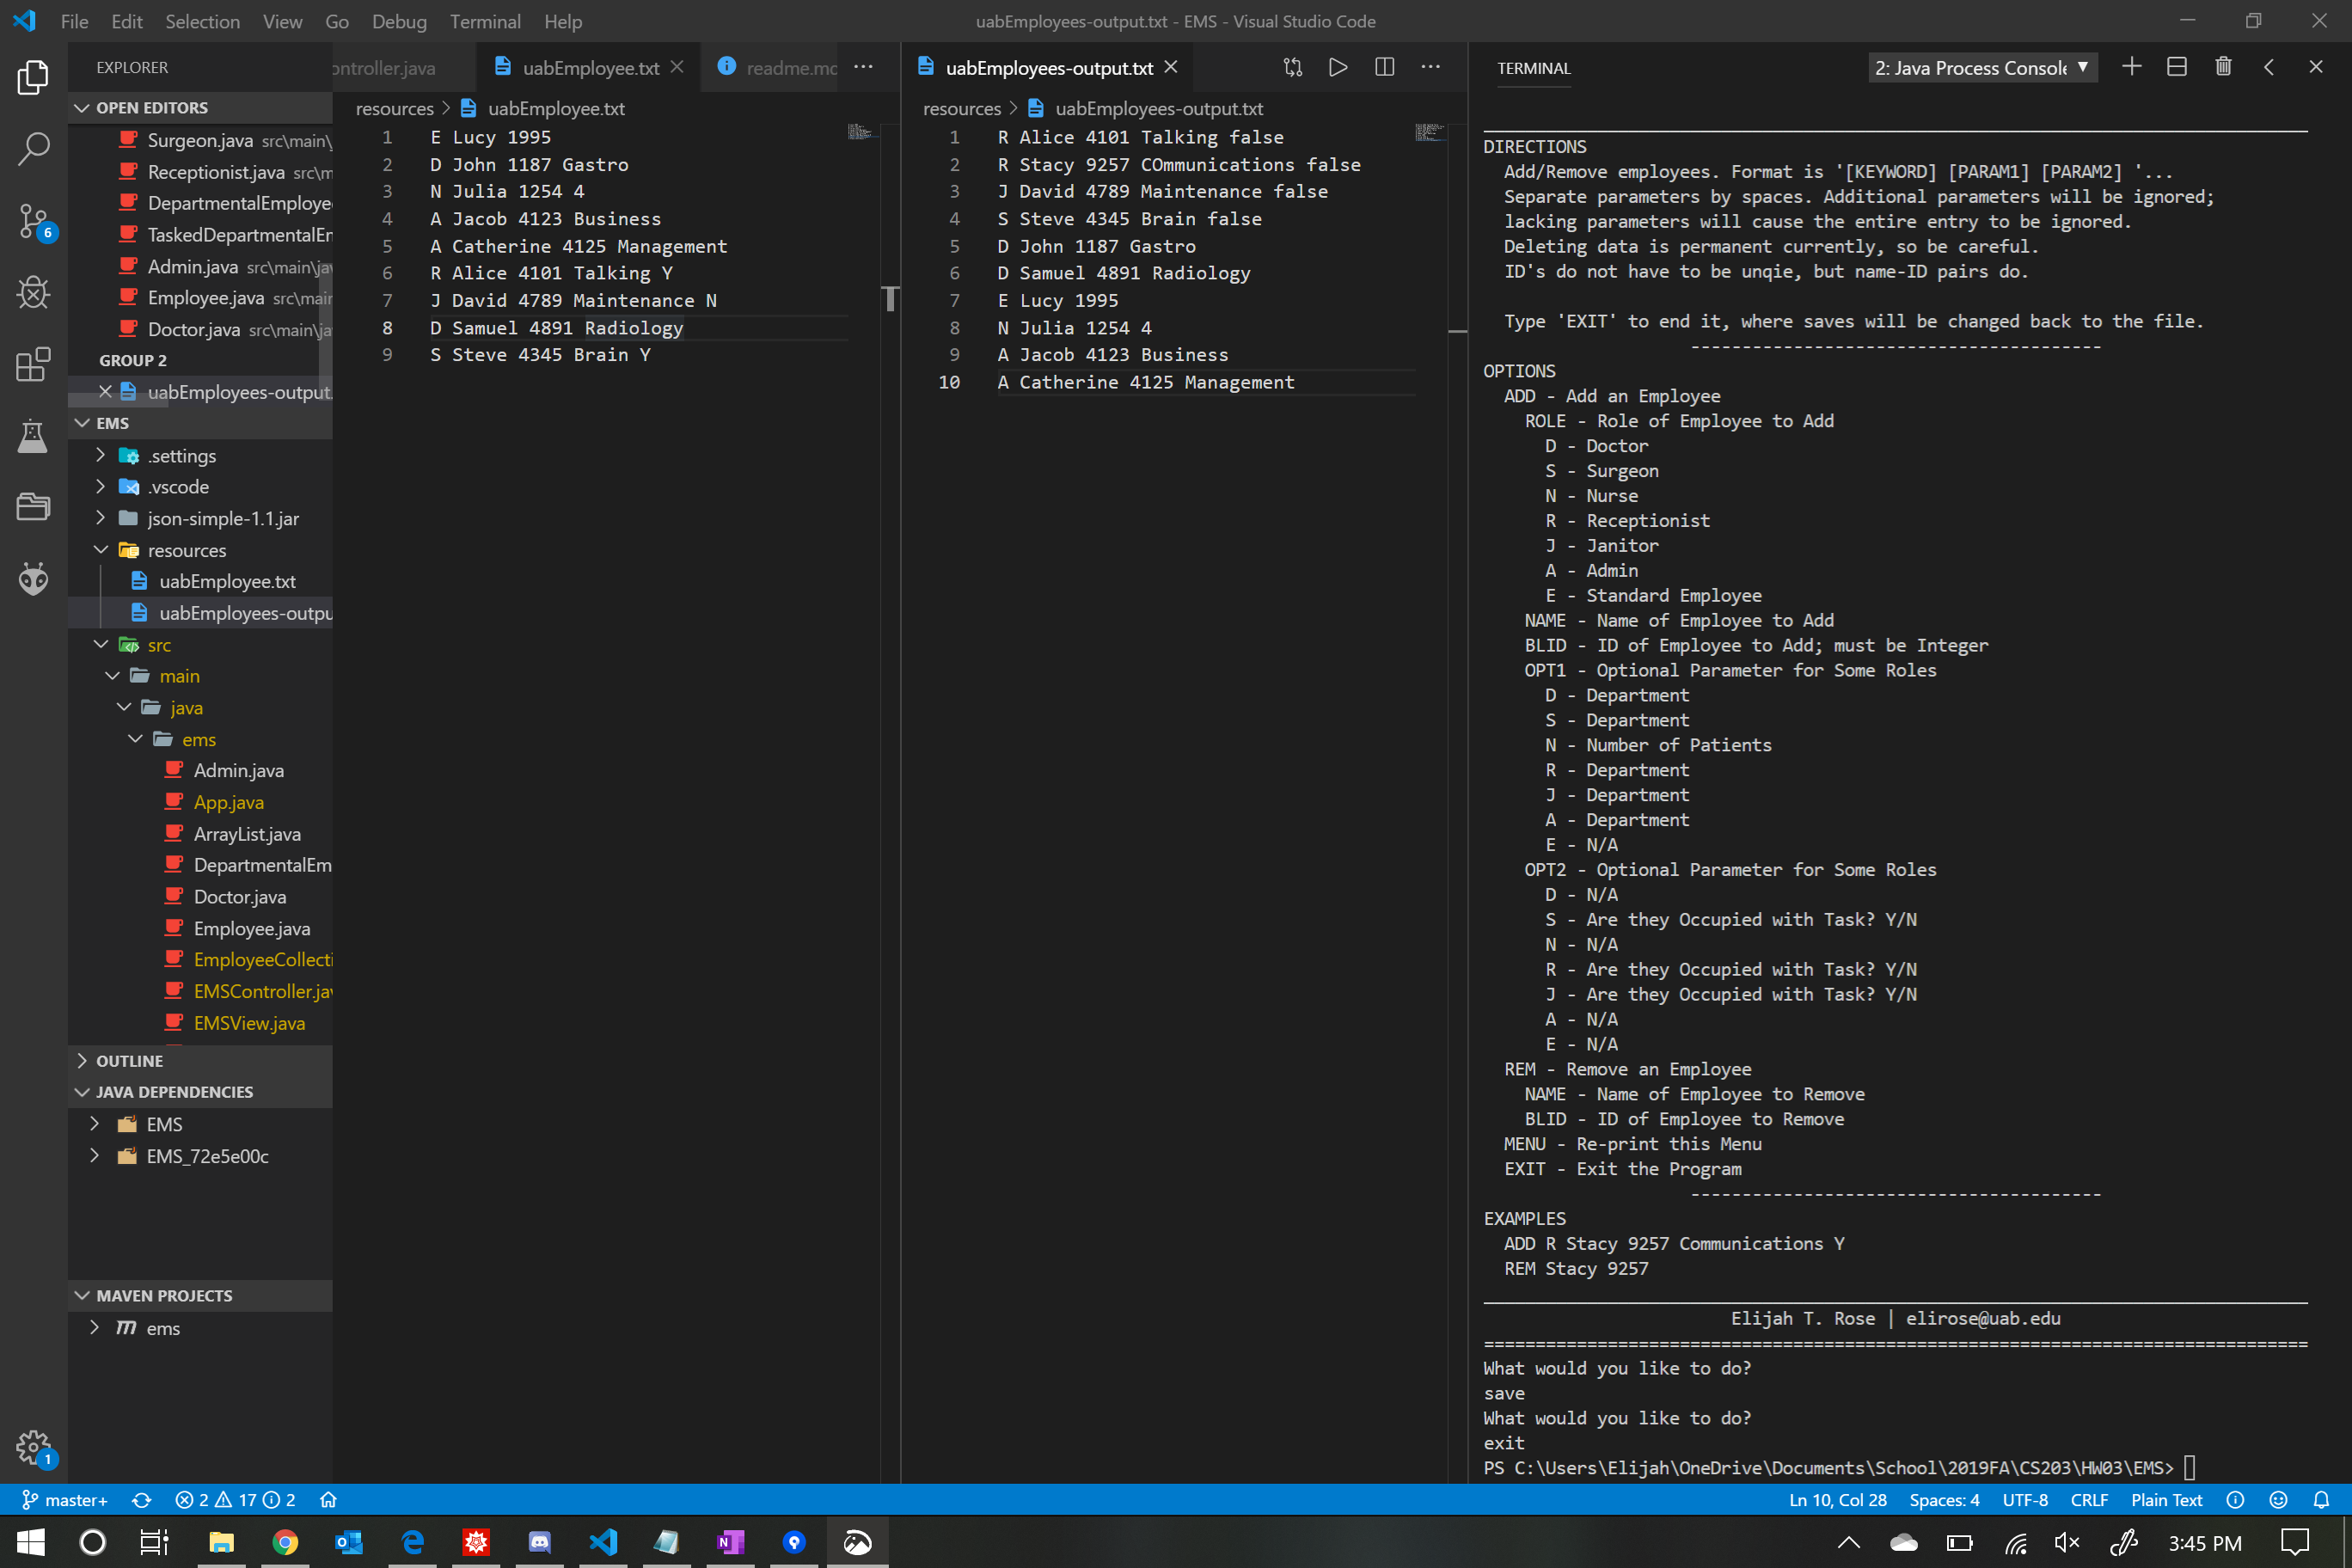 File Edit Selection View Go Debug Terminal Help
uabEmployees-output.txt - EMS - Visual Studio Code
EXPLORER
OPEN EDITORS
Surgeon.java src\main\
Receptionist.java src\m
DepartmentalEmploye
TaskedDepartmentalEm
Admin.java src\main\ja
Employee.java src\mai
Doctor.java src\main\ja
GROUP 2
uabEmployees-output.
EMS
.settings
.vscode
json-simple-1.1.jar
resources
uabEmployee.txt
uabEmployees-outpu
src
main
java
ems
Admin.java
App.java
ArrayList.java
DepartmentalEm
Doctor.java
Employee.java
EmployeeCollecti
EMSController.jav
EMSView.java
OUTLINE
JAVA DEPENDENCIES
EMS
EMS_72e5e00c
MAVEN PROJECTS
ems
6
1
ontroller.java uabEmployee.txt readme.mc
resources > uabEmployee.txt
1 E Lucy 1995
2 D John 1187 Gastro
3 N Julia 1254 4
4 A Jacob 4123 Business
5 A Catherine 4125 Management
6 R Alice 4101 Talking Y
7 J David 4789 Maintenance N
8 D Samuel 4891 Radiology
9 S Steve 4345 Brain Y
uabEmployees-output.txt
resources > uabEmployees-output.txt
1 R Alice 4101 Talking false
2 R Stacy 9257 COmmunications false
3 J David 4789 Maintenance false
4 S Steve 4345 Brain false
5 D John 1187 Gastro
6 D Samuel 4891 Radiology
7 E Lucy 1995
8 N Julia 1254 4
9 A Jacob 4123 Business
10 A Catherine 4125 Management
TERMINAL
2: Java Process Console
DIRECTIONS
Add/Remove employees. Format is '[KEYWORD] [PARAM1] [PARAM2] '...
Separate parameters by spaces. Additional parameters will be ignored;
lacking parameters will cause the entire entry to be ignored.
Deleting data is permanent currently, so be careful.
ID's do not have to be unqie, but name-ID pairs do.
Type 'EXIT' to end it, where saves will be changed back to the file.
----------------------------------------
OPTIONS
ADD - Add an Employee
ROLE - Role of Employee to Add
D - Doctor
S - Surgeon
N - Nurse
R - Receptionist
J - Janitor
A - Admin
E - Standard Employee
NAME - Name of Employee to Add
BLID - ID of Employee to Add; must be Integer
OPT1 - Optional Parameter for Some Roles
D - Department
S - Department
N - Number of Patients
R - Department
J - Department
A - Department
E - N/A
OPT2 - Optional Parameter for Some Roles
D - N/A
S - Are they Occupied with Task? Y/N
N - N/A
R - Are they Occupied with Task? Y/N
J - Are they Occupied with Task? Y/N
A - N/A
E - N/A
REM - Remove an Employee
NAME - Name of Employee to Remove
BLID - ID of Employee to Remove
MENU - Re-print this Menu
EXIT - Exit the Program
----------------------------------------
EXAMPLES
ADD R Stacy 9257 Communications Y
REM Stacy 9257
Elijah T. Rose | elirose@uab.edu
================================================================================
What would you like to do?
save
What would you like to do?
exit
PS C:\Users\Elijah\OneDrive\Documents\School\2019FA\CS203\HW03\EMS>
master+ 2 17 2
Ln 10, Col 28 Spaces: 4 UTF-8 CRLF Plain Text
3:45 PM